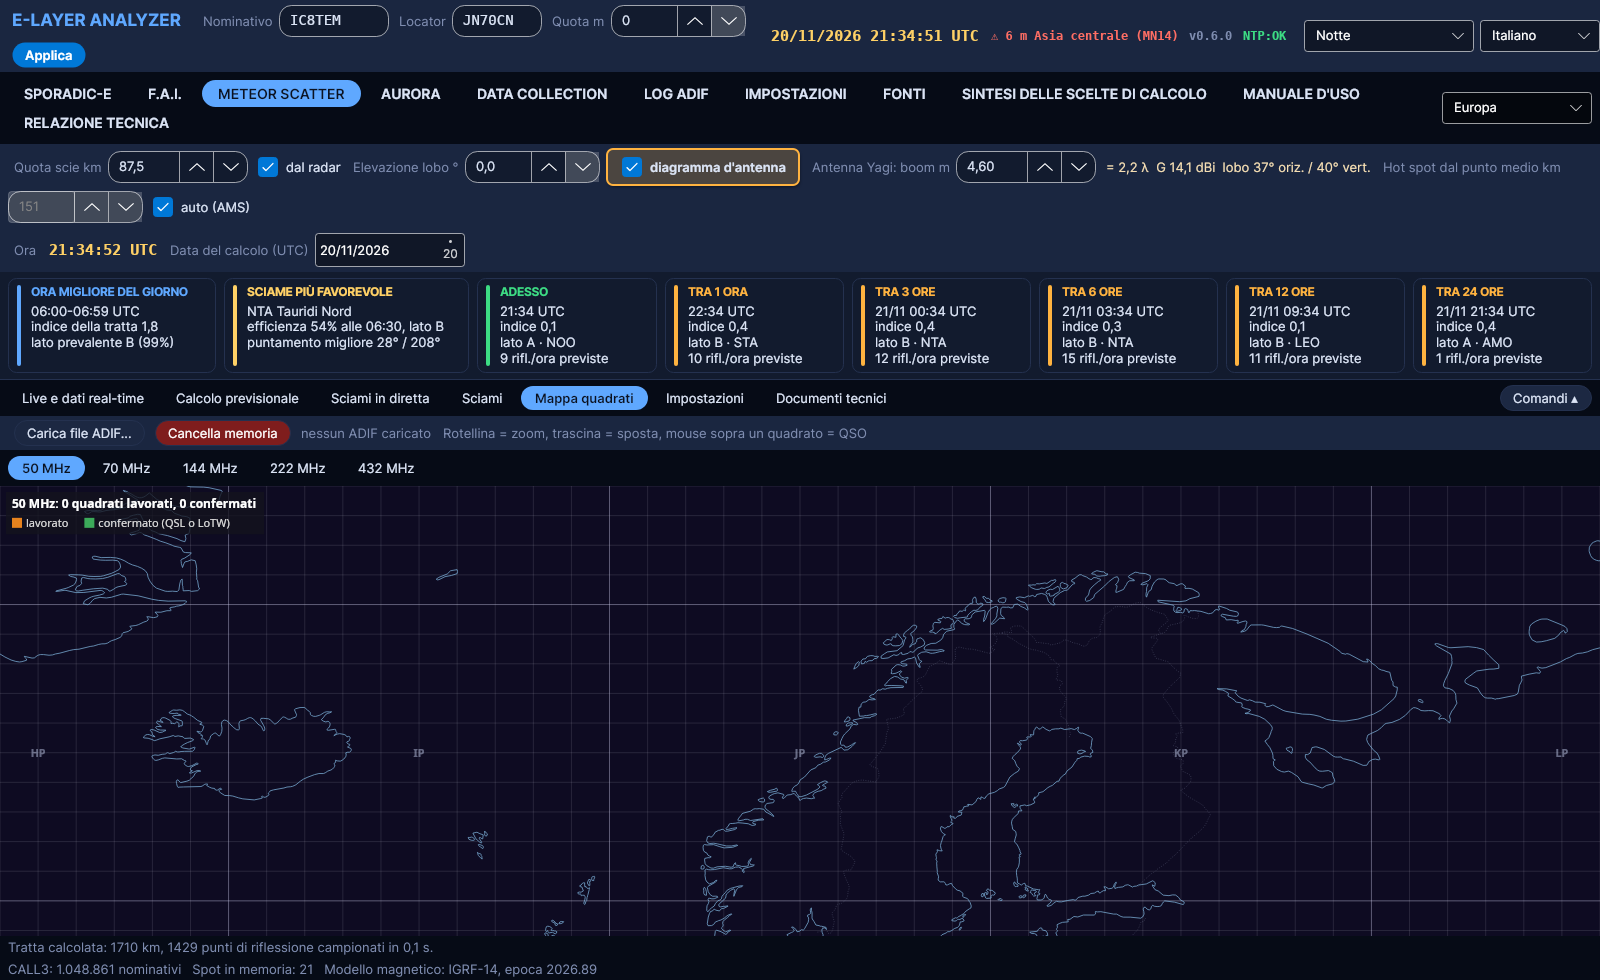 E-LAYER ANALYZER Nominativo IC8TEM Locator JN70CN Quota m 0
Applica
20/11/2026 21:34:51 UTC ⚠ 6 m Asia centrale (MN14) v0.6.0 NTP:OK Notte Italiano
SPORADIC-E F.A.I. METEOR SCATTER AURORA DATA COLLECTION LOG ADIF IMPOSTAZIONI FONTI SINTESI DELLE SCELTE DI CALCOLO MANUALE D'USO
RELAZIONE TECNICA
Europa
Quota scie km 87,5 dal radar Elevazione lobo ° 0,0 diagramma d'antenna Antenna Yagi: boom m 4,60 = 2,2 λ G 14,1 dBi lobo 37° oriz. / 40° vert. Hot spot dal punto medio km
151 auto (AMS)
Ora 21:34:52 UTC Data del calcolo (UTC) 20/11/2026 20
ORA MIGLIORE DEL GIORNO
06:00-06:59 UTC
indice della tratta 1,8
lato prevalente B (99%)
SCIAME PIÙ FAVOREVOLE
NTA Tauridi Nord
efficienza 54% alle 06:30, lato B
puntamento migliore 28° / 208°
ADESSO
21:34 UTC
indice 0,1
lato A · NOO
9 rifl./ora previste
TRA 1 ORA
22:34 UTC
indice 0,4
lato B · STA
10 rifl./ora previste
TRA 3 ORE
21/11 00:34 UTC
indice 0,4
lato B · NTA
12 rifl./ora previste
TRA 6 ORE
21/11 03:34 UTC
indice 0,3
lato B · NTA
15 rifl./ora previste
TRA 12 ORE
21/11 09:34 UTC
indice 0,1
lato B · LEO
11 rifl./ora previste
TRA 24 ORE
21/11 21:34 UTC
indice 0,4
lato A · AMO
1 rifl./ora previste
Live e dati real-time Calcolo previsionale Sciami in diretta Sciami Mappa quadrati Impostazioni Documenti tecnici Comandi ▴
Carica file ADIF... Cancella memoria nessun ADIF caricato Rotellina = zoom, trascina = sposta, mouse sopra un quadrato = QSO
50 MHz 70 MHz 144 MHz 222 MHz 432 MHz
50 MHz: 0 quadrati lavorati, 0 confermati
lavorato confermato (QSL o LoTW)
HP IP JP KP LP
Tratta calcolata: 1710 km, 1429 punti di riflessione campionati in 0,1 s.
CALL3: 1.048.861 nominativi Spot in memoria: 21 Modello magnetico: IGRF-14, epoca 2026.89